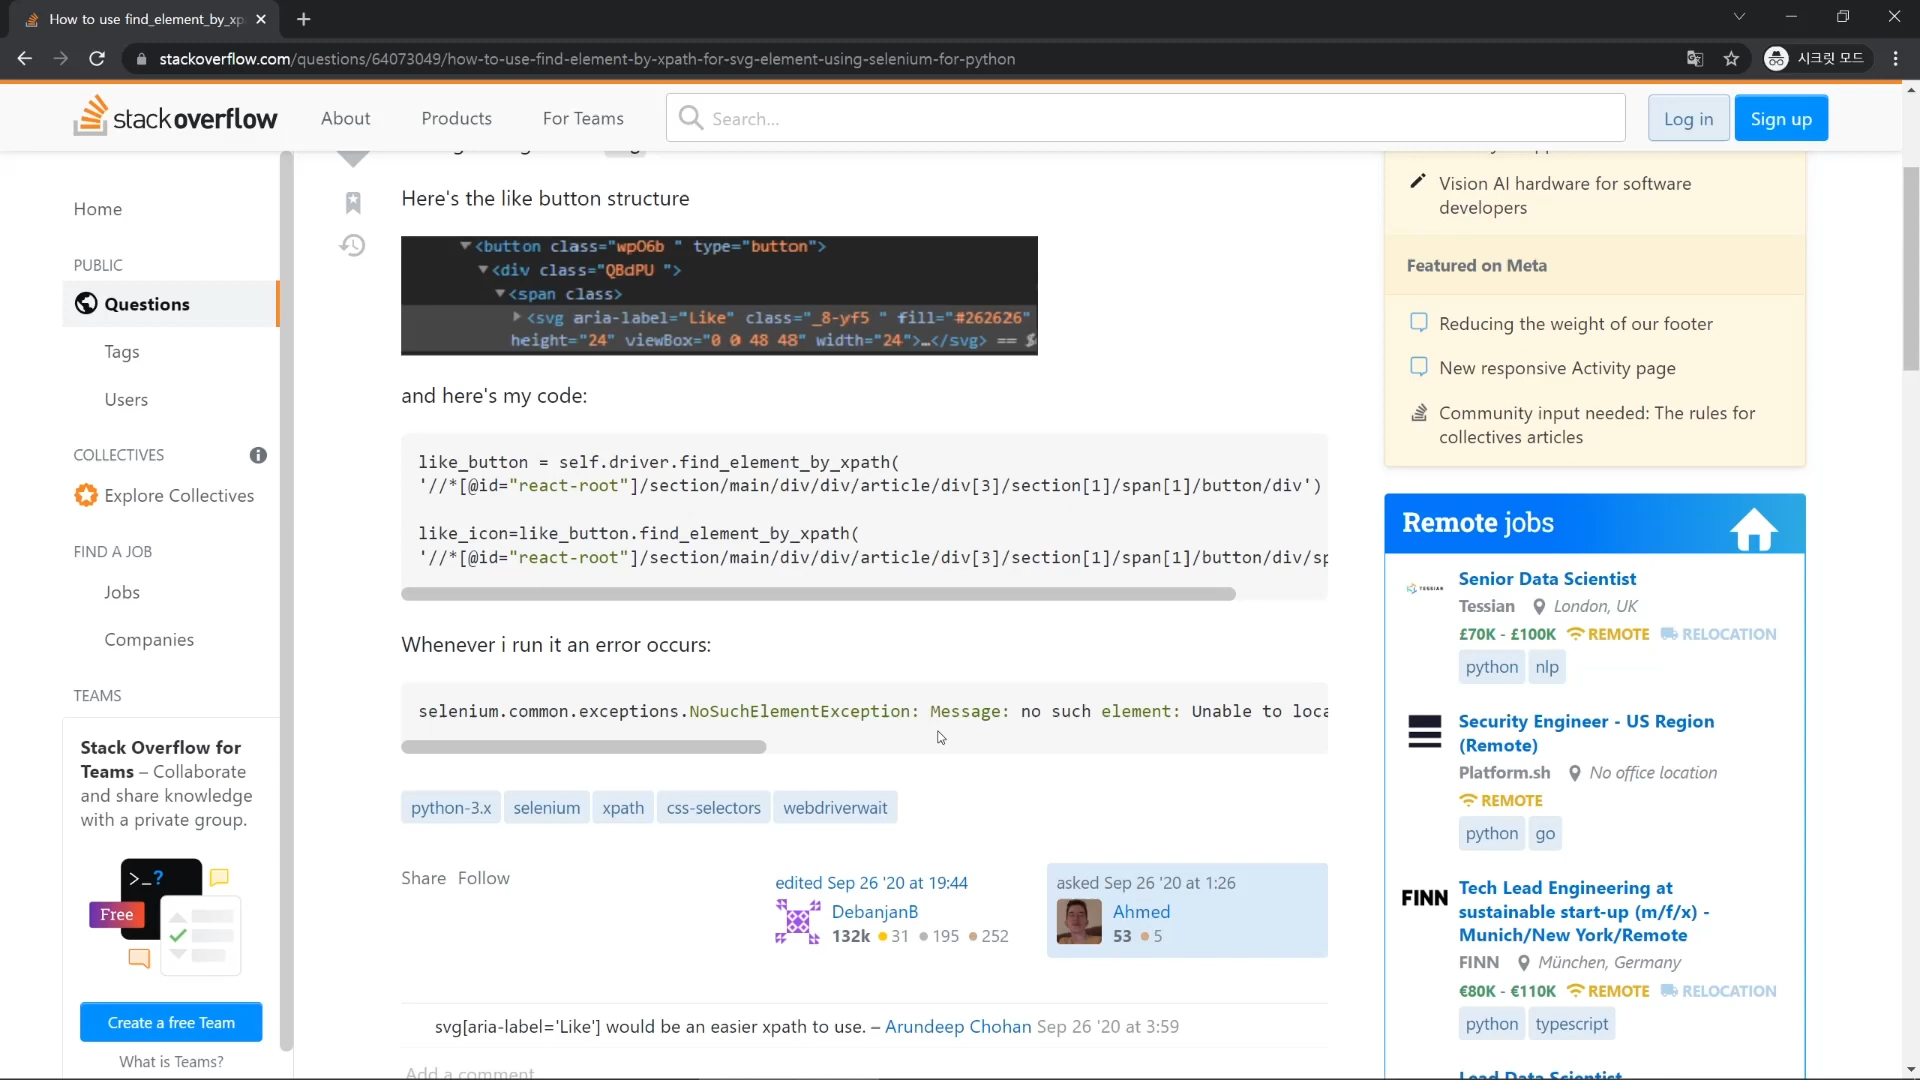 How to use find_element_by_xp
stackoverflow.com/questions/64073049/how-to-use-find-element-by-xpath-for-svg-element-using-selenium-for-python
시크릿 모드
stackoverflow
About
Products
For Teams
Search...
Log in
Sign up
Home
PUBLIC
Questions
Tags
Users
COLLECTIVES
Explore Collectives
FIND A JOB
Jobs
Companies
TEAMS
Stack Overflow for
Teams – Collaborate
and share knowledge
with a private group.
>_?
Free
Create a free Team
What is Teams?
Here's the like button structure
<button class="wpO6b " type="button">
<div class="QBdPU ">
<span class>
<svg aria-label="Like" class="_8-yf5 " fill="#262626"
height="24" viewBox="0 0 48 48" width="24">…</svg> == $
and here's my code:
like_button = self.driver.find_element_by_xpath(
'//*[@id="react-root"]/section/main/div/div/article/div[3]/section[1]/span[1]/button/div')
like_icon=like_button.find_element_by_xpath(
'//*[@id="react-root"]/section/main/div/div/article/div[3]/section[1]/span[1]/button/div/sp
Whenever i run it an error occurs:
selenium.common.exceptions.NoSuchElementException: Message: no such element: Unable to loca
python-3.x selenium xpath css-selectors webdriverwait
Share Follow
edited Sep 26 '20 at 19:44
DebanjanB
132k 31 195 252
asked Sep 26 '20 at 1:26
Ahmed
53 5
svg[aria-label='Like'] would be an easier xpath to use. – Arundeep Chohan Sep 26 '20 at 3:59
Add a comment
Vision AI hardware for software
developers
Featured on Meta
Reducing the weight of our footer
New responsive Activity page
Community input needed: The rules for
collectives articles
Remote jobs
TESSIAN
Senior Data Scientist
Tessian London, UK
£70K - £100K REMOTE RELOCATION
python nlp
Security Engineer - US Region
(Remote)
Platform.sh No office location
REMOTE
python go
FINN
Tech Lead Engineering at
sustainable start-up (m/f/x) -
Munich/New York/Remote
FINN München, Germany
€80K - €110K REMOTE RELOCATION
python typescript
Lead Data Scientist